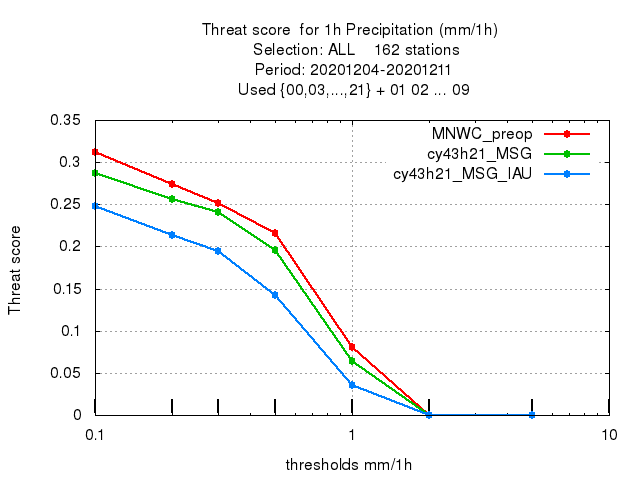 Threat score  for 1h Precipitation (mm/1h)
Selection: ALL    162 stations
Period: 20201204-20201211
Used {00,03,...,21} + 01 02 ... 09
MNWC_preop
cy43h21_MSG
cy43h21_MSG_IAU
Threat score
0.35
0.3
0.25
0.2
0.15
0.1
0.05
0
0.1 1 10
thresholds mm/1h